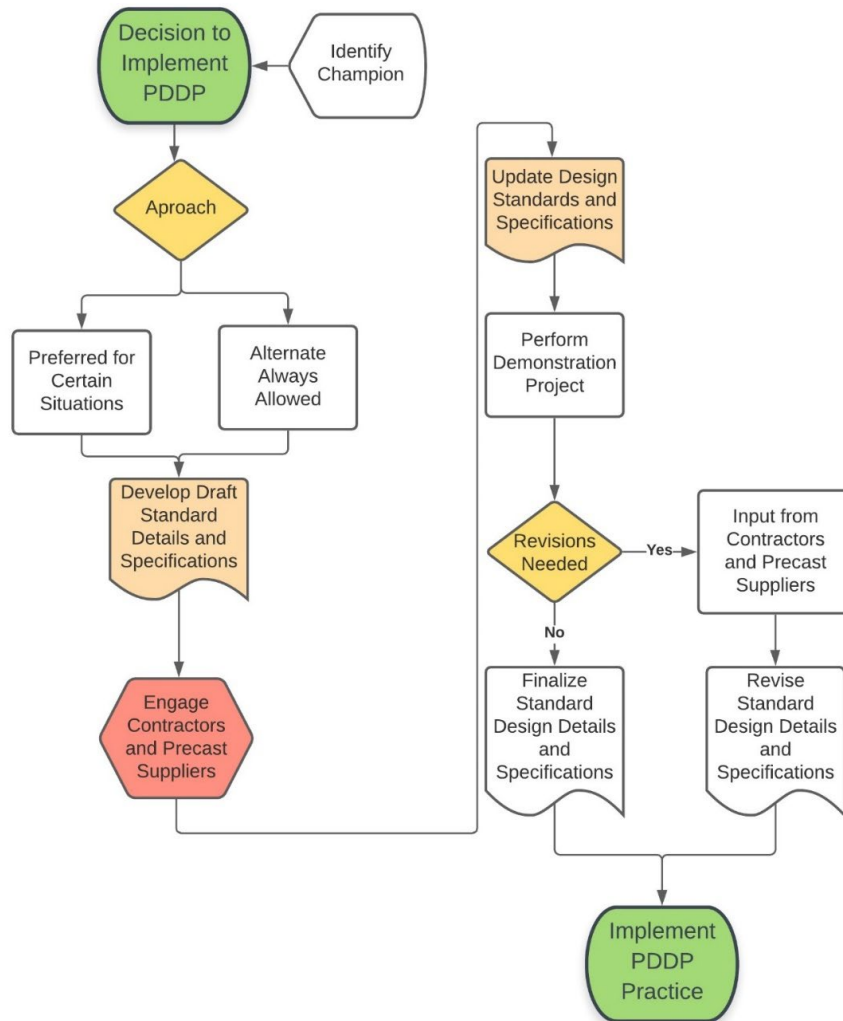 Decision to
Implement
PDDP
Identify
Champion
Aproach
Preferred for
Certain
Situations
Alternate
Always
Allowed
Develop Draft
Standard
Details and
Specifications
Engage
Contractors
and Precast
Suppliers
Update Design
Standards and
Specifications
Perform
Demonstration
Project
Revisions
Needed
Yes
Input from
Contractors
and Precast
Suppliers
No
Finalize
Standard
Design Details
and
Specifications
Revise
Standard
Design Details
and
Specifications
Implement
PDDP
Practice